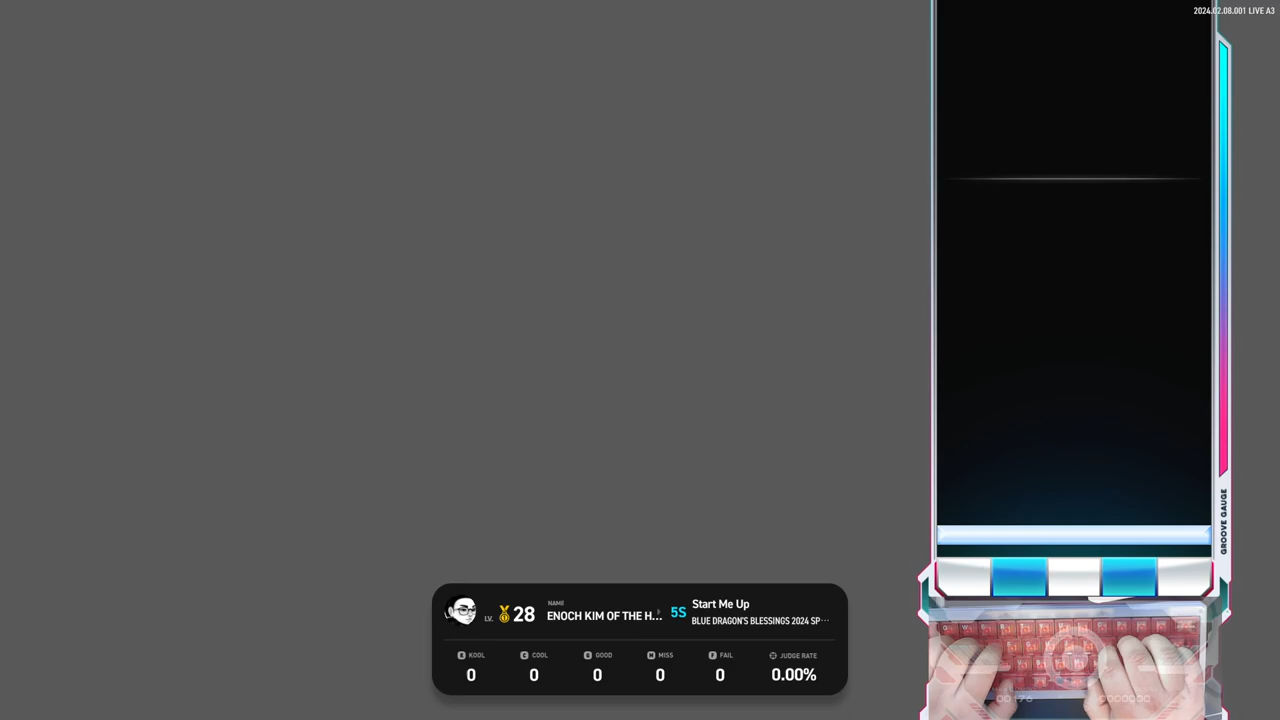 2024.02.08.001 LIVE A3
GROOVE GAUGE
LV. 28
NAME
ENOCH KIM OF THE H...
5S
Start Me Up
BLUE DRAGON'S BLESSINGS 2024 SP...
K KOOL
C COOL
G GOOD
M MISS
F FAIL
JUDGE RATE
0
0
0
0
0
0.00%